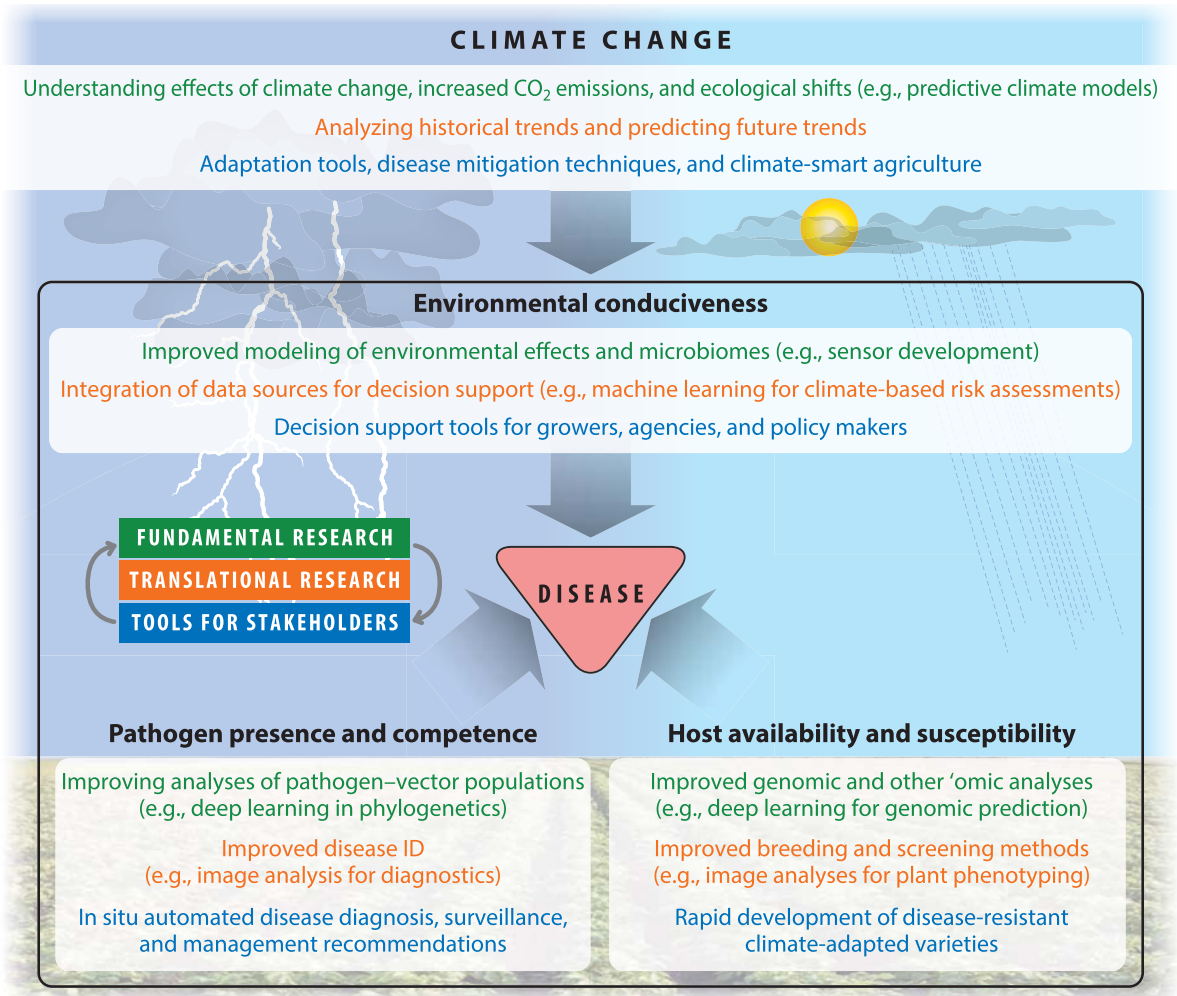 CLIMATE CHANGE
Understanding effects of climate change, increased CO₂ emissions, and ecological shifts (e.g., predictive climate models)
Analyzing historical trends and predicting future trends
Adaptation tools, disease mitigation techniques, and climate-smart agriculture
Environmental conduciveness
Improved modeling of environmental effects and microbiomes (e.g., sensor development)
Integration of data sources for decision support (e.g., machine learning for climate-based risk assessments)
Decision support tools for growers, agencies, and policy makers
FUNDAMENTAL RESEARCH
TRANSLATIONAL RESEARCH
TOOLS FOR STAKEHOLDERS
DISEASE
Pathogen presence and competence
Improving analyses of pathogen–vector populations
(e.g., deep learning in phylogenetics)
Improved disease ID
(e.g., image analysis for diagnostics)
In situ automated disease diagnosis, surveillance,
and management recommendations
Host availability and susceptibility
Improved genomic and other ‘omic analyses
(e.g., deep learning for genomic prediction)
Improved breeding and screening methods
(e.g., image analyses for plant phenotyping)
Rapid development of disease-resistant
climate-adapted varieties